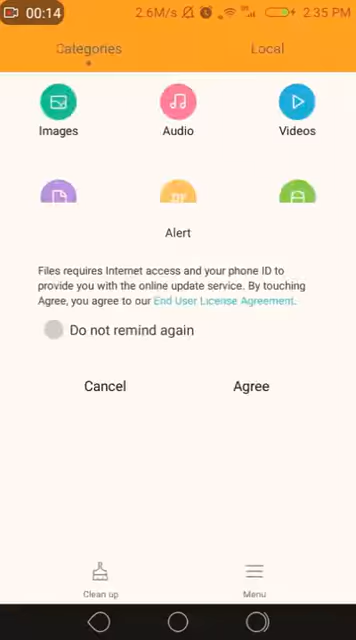 00:14 2.6M/s 2:35 PM
Categories Local
Images Audio Videos
Alert
Files requires Internet access and your phone ID to
provide you with the online update service. By touching
Agree, you agree to our End User License Agreement.
Do not remind again
Cancel Agree
Clean up Menu